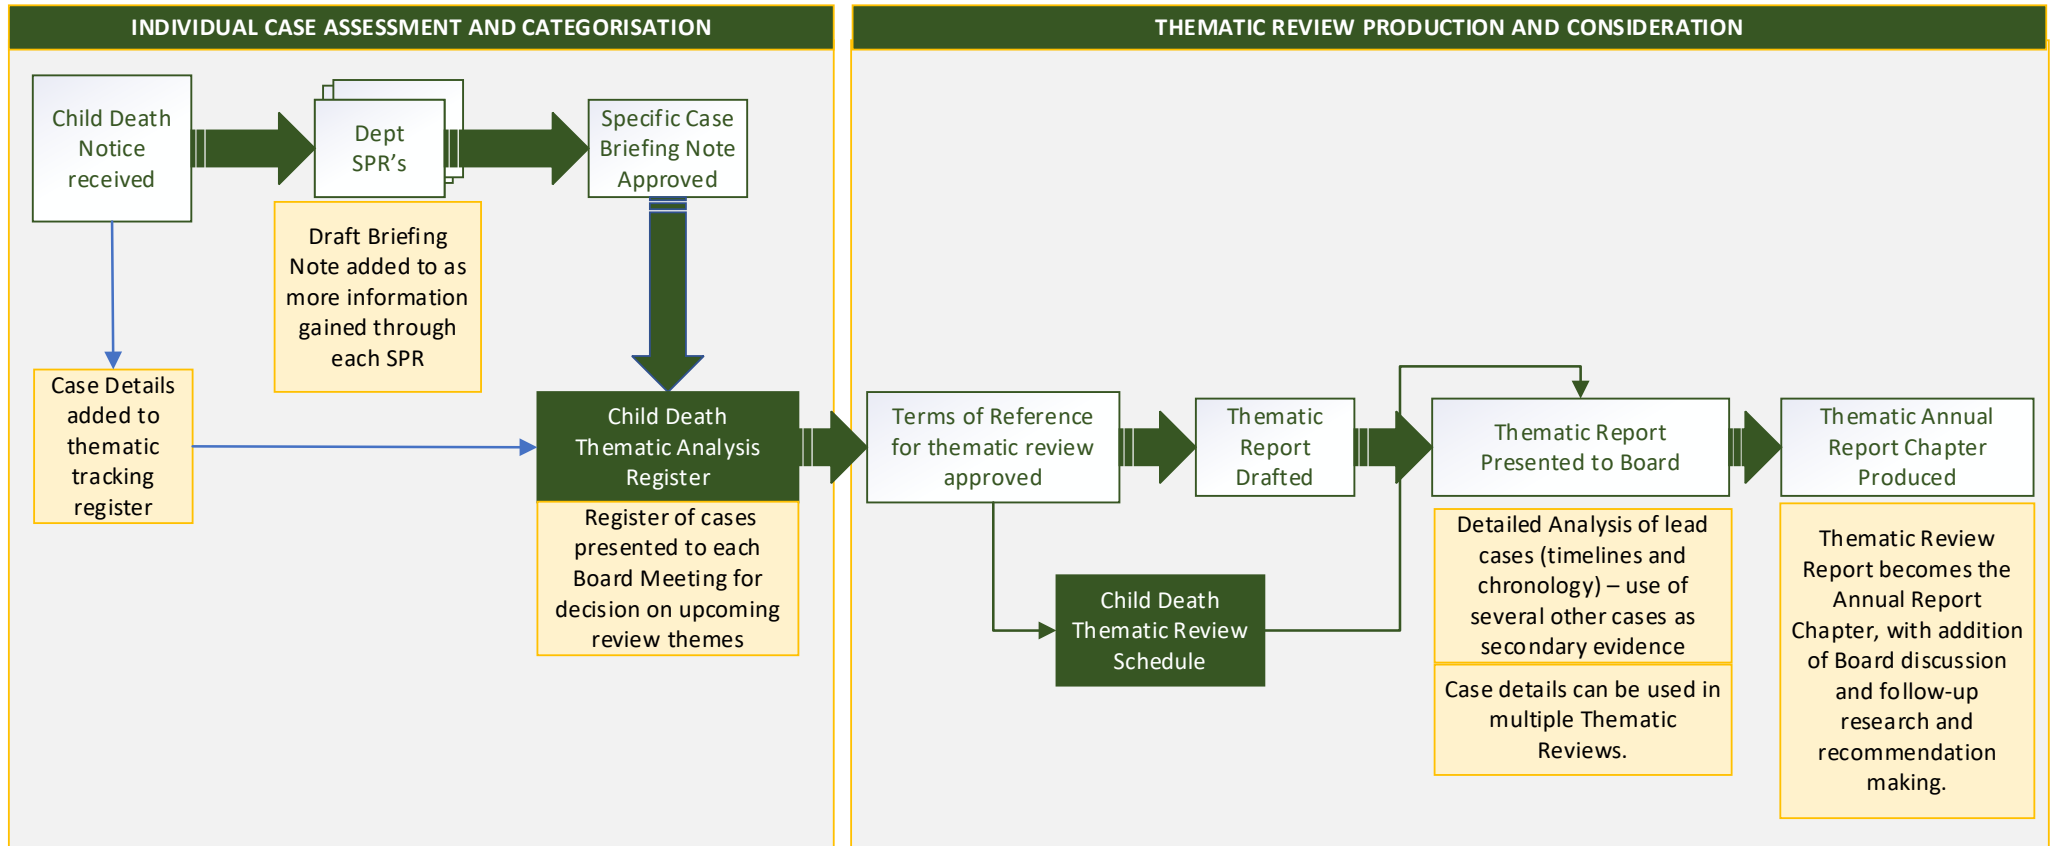 INDIVIDUAL CASE ASSESSMENT AND CATEGORISATION
Child Death
Notice
received
Dept
SPR’s
Specific Case
Briefing Note
Approved
Draft Briefing
Note added to as
more information
gained through
each SPR
Case Details
added to
thematic
tracking
register
Child Death
Thematic Analysis
Register
Register of cases
presented to each
Board Meeting for
decision on upcoming
review themes
THEMATIC REVIEW PRODUCTION AND CONSIDERATION
Terms of Reference
for thematic review
approved
Thematic
Report
Drafted
Thematic Report
Presented to Board
Thematic Annual
Report Chapter
Produced
Child Death
Thematic Review
Schedule
Detailed Analysis of lead
cases (timelines and
chronology) – use of
several other cases as
secondary evidence
Case details can be used in
multiple Thematic
Reviews.
Thematic Review
Report becomes the
Annual Report
Chapter, with addition
of Board discussion
and follow-up
research and
recommendation
making.